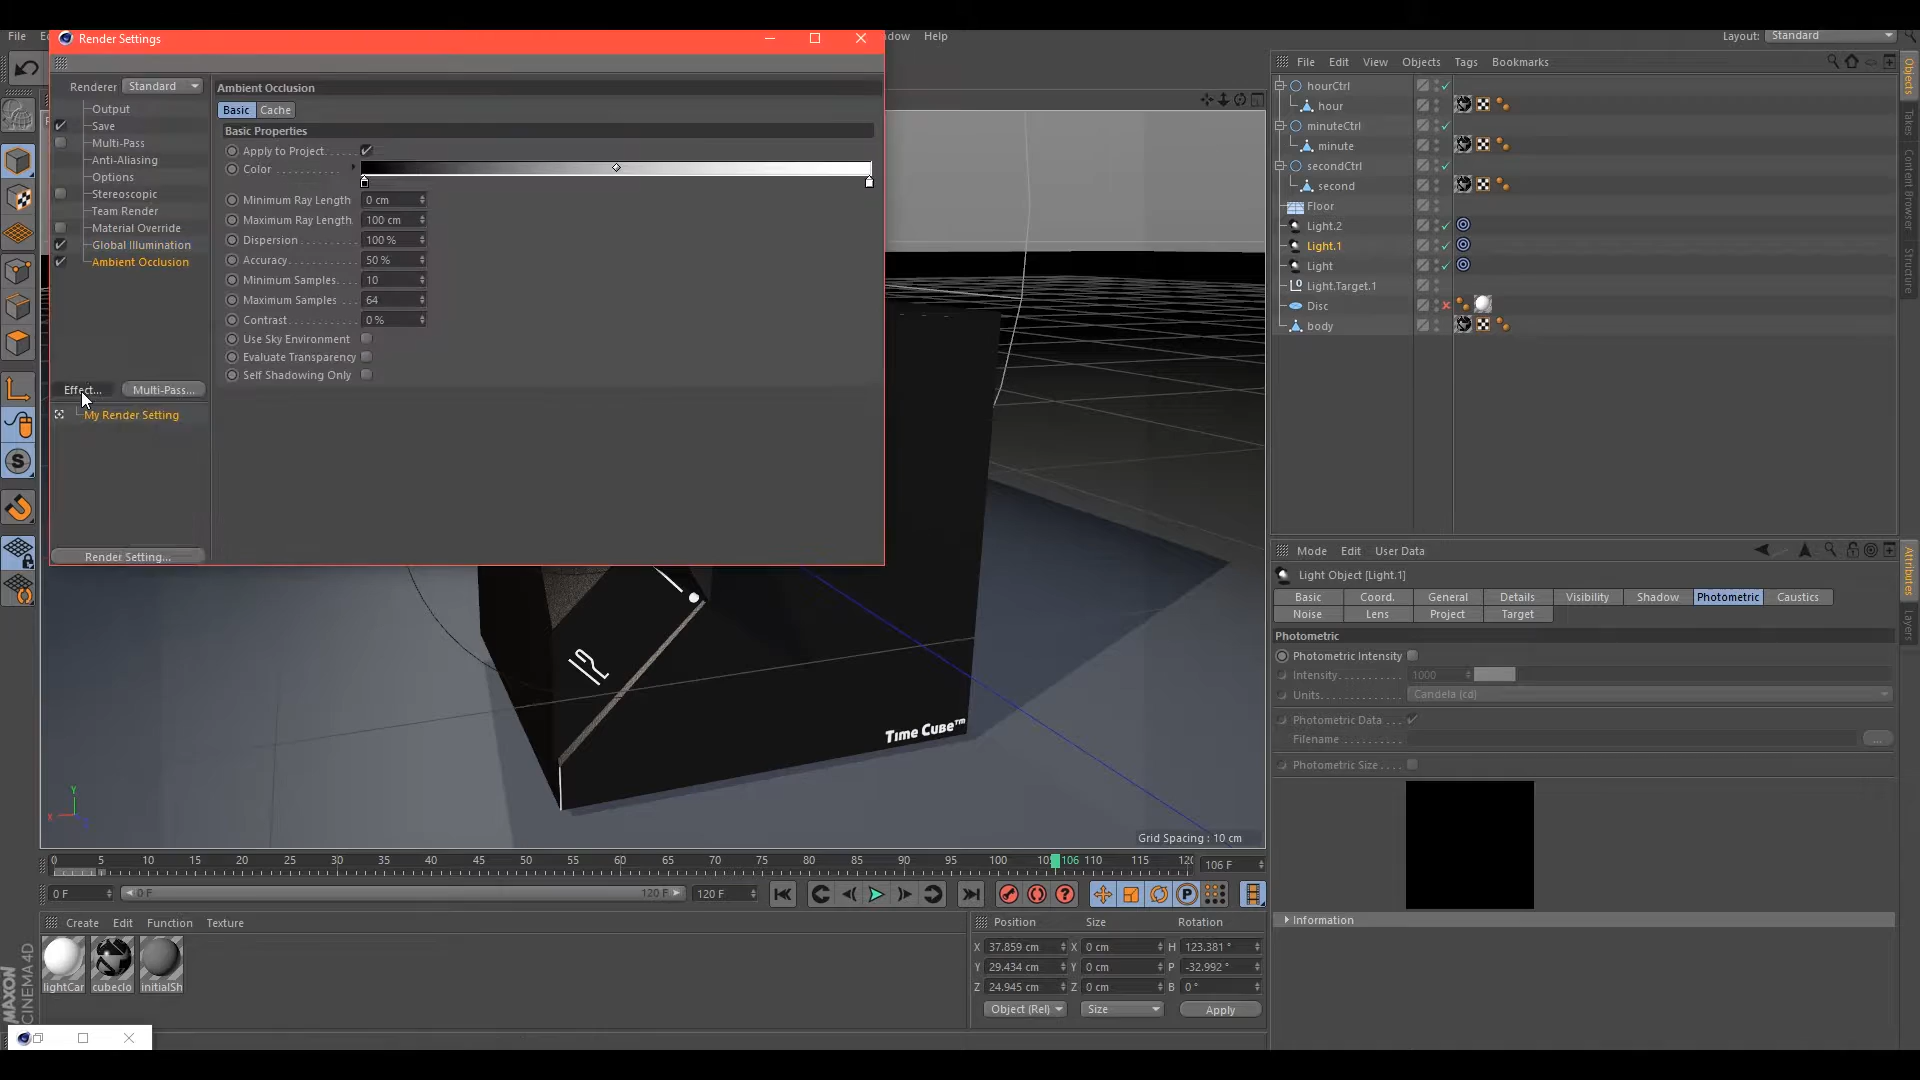 File
Render Settings
Window Help
Layout: Standard
Renderer Standard
Output
Save
Multi-Pass
Anti-Aliasing
Options
Stereoscopic
Team Render
Material Override
Global Illumination
Ambient Occlusion
Effect...
Multi-Pass...
My Render Setting
Render Setting...
Ambient Occlusion
Basic Cache
Basic Properties
Apply to Project
Color
Minimum Ray Length 0 cm
Maximum Ray Length 100 cm
Dispersion 100 %
Accuracy 50 %
Minimum Samples 10
Maximum Samples 64
Contrast 0 %
Use Sky Environment
Evaluate Transparency
Self Shadowing Only
Time Cube™
Grid Spacing : 10 cm
File Edit View Objects Tags Bookmarks
hourCtrl
hour
minuteCtrl
minute
secondCtrl
second
Floor
Light.2
Light.1
Light
Light.Target.1
Disc
body
Objects
Takes
Content Browser
Structure
Mode Edit User Data
Light Object [Light.1]
Basic Coord. General Details Visibility Shadow Photometric Caustics
Noise Lens Project Target
Photometric
Photometric Intensity
Intensity 1000
Units Candela (cd)
Photometric Data
Filename ...
Photometric Size
Information
Attributes
Layers
0 5 10 15 20 25 30 35 40 45 50 55 60 65 70 75 80 85 90 95 100 106 110 115 106 F
0 F 0 F 120 F 120 F
Create Edit Function Texture
lightCar cubeclo initialSh
MAXON
CINEMA 4D
Position Size Rotation
X 37.859 cm X 0 cm H 123.381 °
Y 29.434 cm Y 0 cm P -32.992 °
Z 24.945 cm Z 0 cm B 0 °
Object (Rel) Size Apply